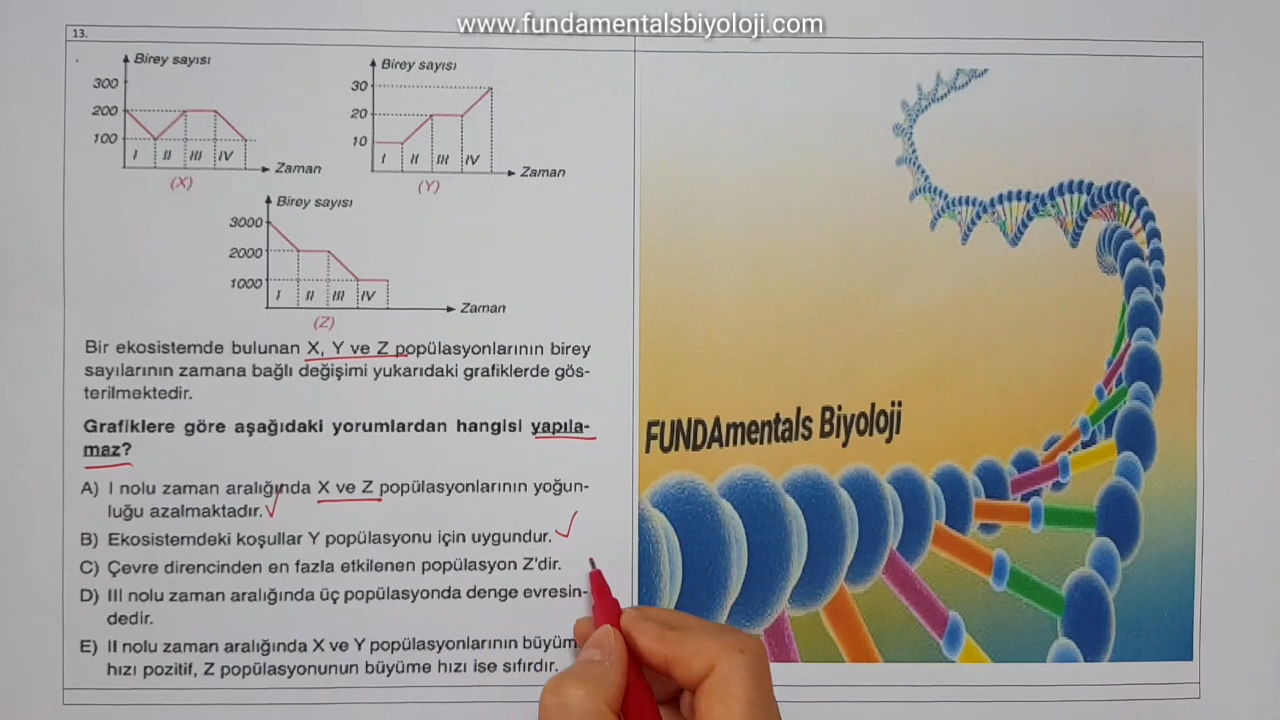 www.fundamentalsbiyoloji.com
13.
Birey sayısı
300
200
100
I II III IV
Zaman
(X)
Birey sayısı
30
20
10
I II III IV
Zaman
(Y)
Birey sayısı
3000
2000
1000
I II III IV
Zaman
(Z)
Bir ekosistemde bulunan X, Y ve Z popülasyonlarının birey
sayılarının zamana bağlı değişimi yukarıdaki grafiklerde gös-
terilmektedir.
Grafiklere göre aşağıdaki yorumlardan hangisi yapıla-
maz?
A) I nolu zaman aralığında X ve Z popülasyonlarının yoğun-
luğu azalmaktadır.
B) Ekosistemdeki koşullar Y popülasyonu için uygundur.
C) Çevre direncinden en fazla etkilenen popülasyon Z'dir.
D) III nolu zaman aralığında üç popülasyonda denge evresin-
dedir.
E) II nolu zaman aralığında X ve Y popülasyonlarının büyüm
hızı pozitif, Z popülasyonunun büyüme hızı ise sıfırdır.
FUNDAmentals Biyoloji